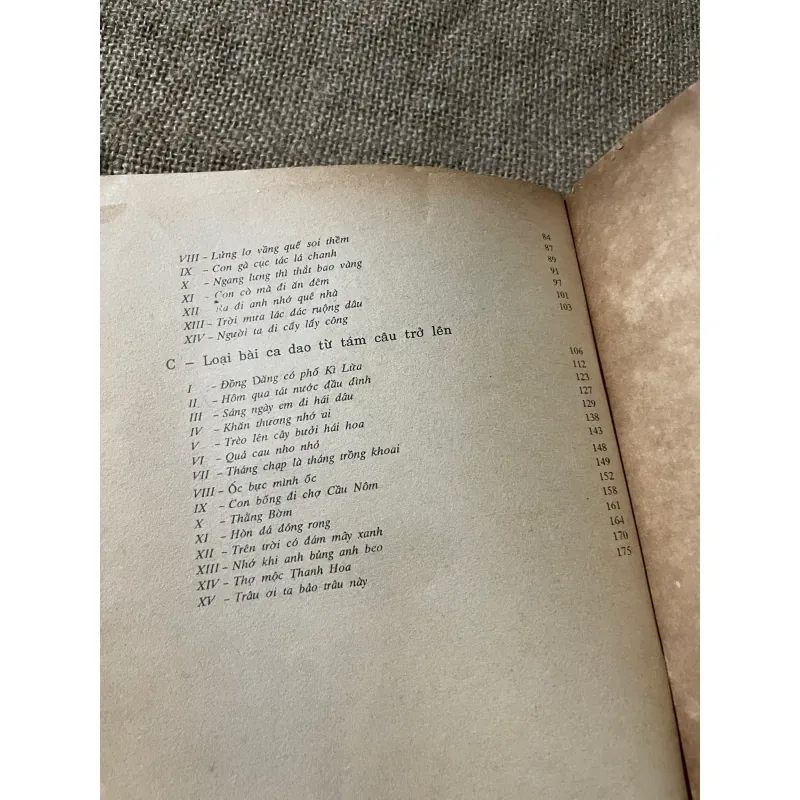 VIII – Lửng lơ vầng quế soi thềm 84
IX – Con gà cục tác lá chanh 87
X – Ngang lưng thì thắt bao vàng 89
XI – Con cò mà đi ăn đêm 91
XII – Ra đi anh nhớ quê nhà 97
XIII – Trời mưa lác đác ruộng dâu 101
XIV – Người ta đi cấy lấy công 103
C – Loại bài ca dao từ tám câu trở lên
I – Đồng Dăng có phố Kì Lừa 106
II – Hôm qua tát nước đầu đình 112
III – Sáng ngày em đi hái dâu 123
IV – Khăn thương nhớ ai 127
V – Trèo lên cây bưởi hái hoa 129
VI – Quả cau nho nhỏ 138
VII – Tháng chạp là tháng trồng khoai 143
VIII – Ốc bực mình ốc 148
IX – Con bống đi chợ Cầu Nôm 149
X – Thằng Bờm 152
XI – Hòn đá đóng rong 158
XII – Trên trời có đám mây xanh 161
XIII – Nhớ khi anh bủng anh beo 164
XIV – Thợ mộc Thanh Hoa 170
XV – Trâu ơi ta bảo trâu này 175